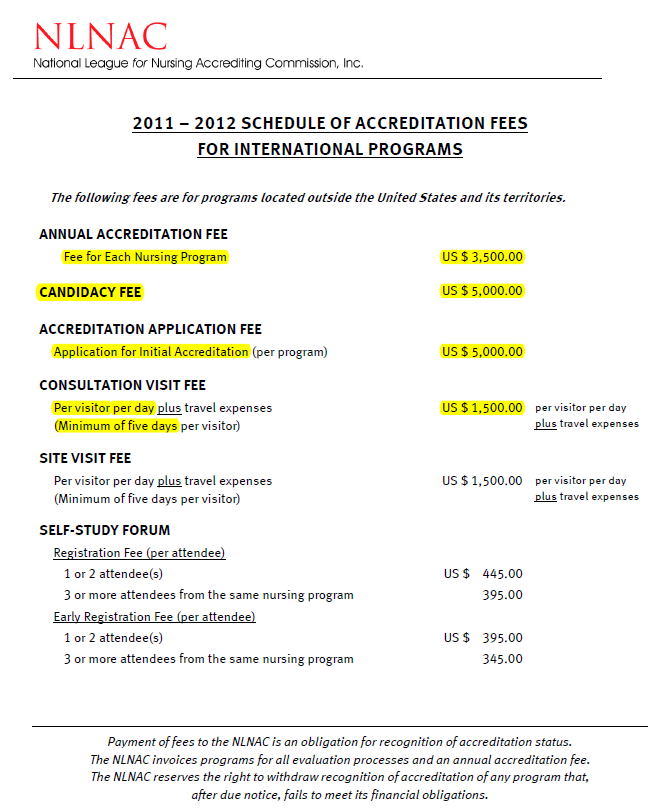 NLNAC
National League for Nursing Accrediting Commission, Inc.
2011 – 2012 SCHEDULE OF ACCREDITATION FEES
FOR INTERNATIONAL PROGRAMS
The following fees are for programs located outside the United States and its territories.
ANNUAL ACCREDITATION FEE
Fee for Each Nursing Program US $ 3,500.00
CANDIDACY FEE US $ 5,000.00
ACCREDITATION APPLICATION FEE
Application for Initial Accreditation (per program) US $ 5,000.00
CONSULTATION VISIT FEE
Per visitor per day plus travel expenses US $ 1,500.00 per visitor per day
(Minimum of five days per visitor) plus travel expenses
SITE VISIT FEE
Per visitor per day plus travel expenses US $ 1,500.00 per visitor per day
(Minimum of five days per visitor) plus travel expenses
SELF-STUDY FORUM
Registration Fee (per attendee)
1 or 2 attendee(s) US $ 445.00
3 or more attendees from the same nursing program 395.00
Early Registration Fee (per attendee)
1 or 2 attendee(s) US $ 395.00
3 or more attendees from the same nursing program 345.00
Payment of fees to the NLNAC is an obligation for recognition of accreditation status.
The NLNAC invoices programs for all evaluation processes and an annual accreditation fee.
The NLNAC reserves the right to withdraw recognition of accreditation of any program that,
after due notice, fails to meet its financial obligations.